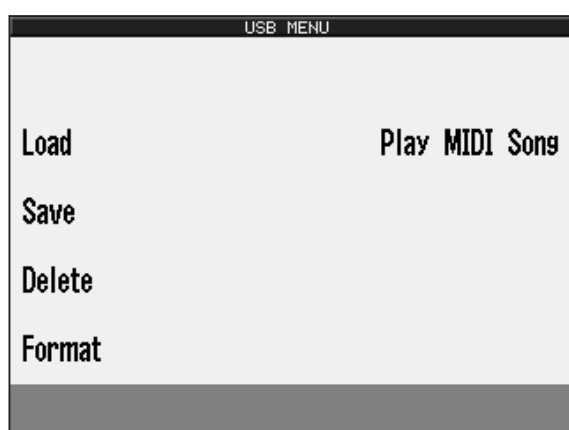 USB MENU
Load Play MIDI Song
Save
Delete
Format